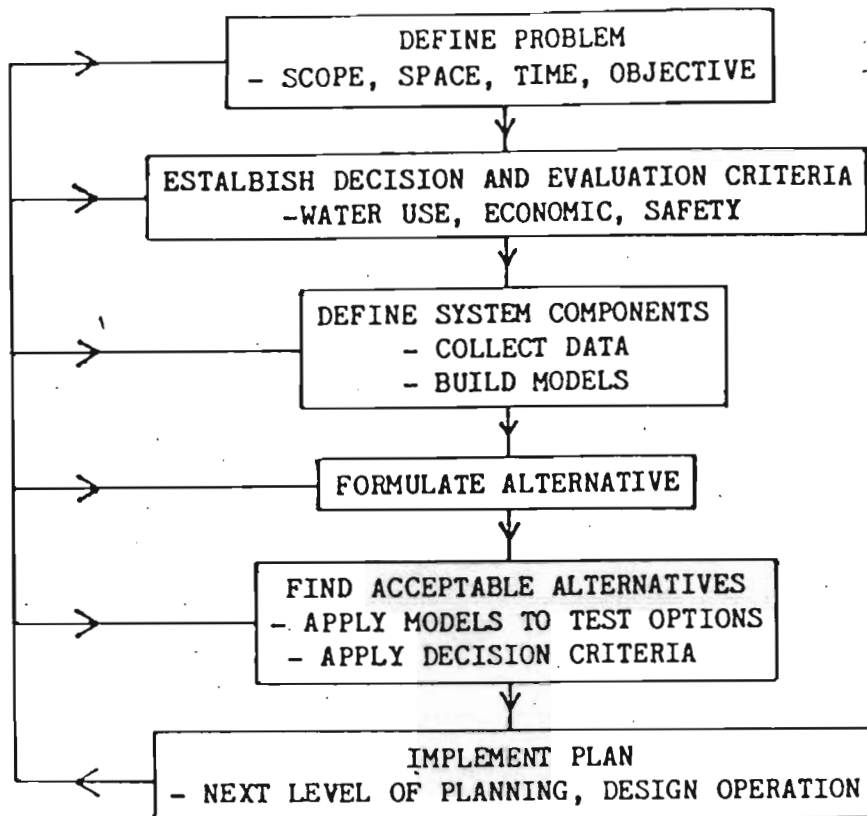 DEFINE PROBLEM
- SCOPE, SPACE, TIME, OBJECTIVE
ESTALBISH DECISION AND EVALUATION CRITERIA
-WATER USE, ECONOMIC, SAFETY
DEFINE SYSTEM COMPONENTS
- COLLECT DATA
- BUILD MODELS
FORMULATE ALTERNATIVE
FIND ACCEPTABLE ALTERNATIVES
- APPLY MODELS TO TEST OPTIONS
- APPLY DECISION CRITERIA
IMPLEMENT PLAN
- NEXT LEVEL OF PLANNING, DESIGN OPERATION